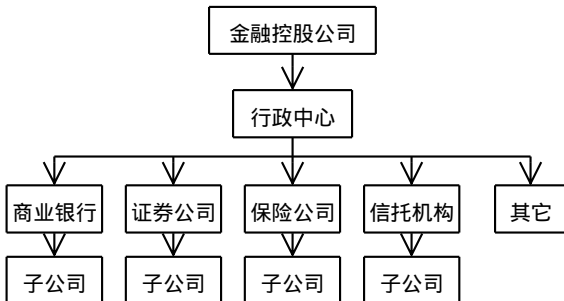 金融控股公司
行政中心
商业银行
证券公司
保险公司
信托机构
其它
子公司
子公司
子公司
子公司